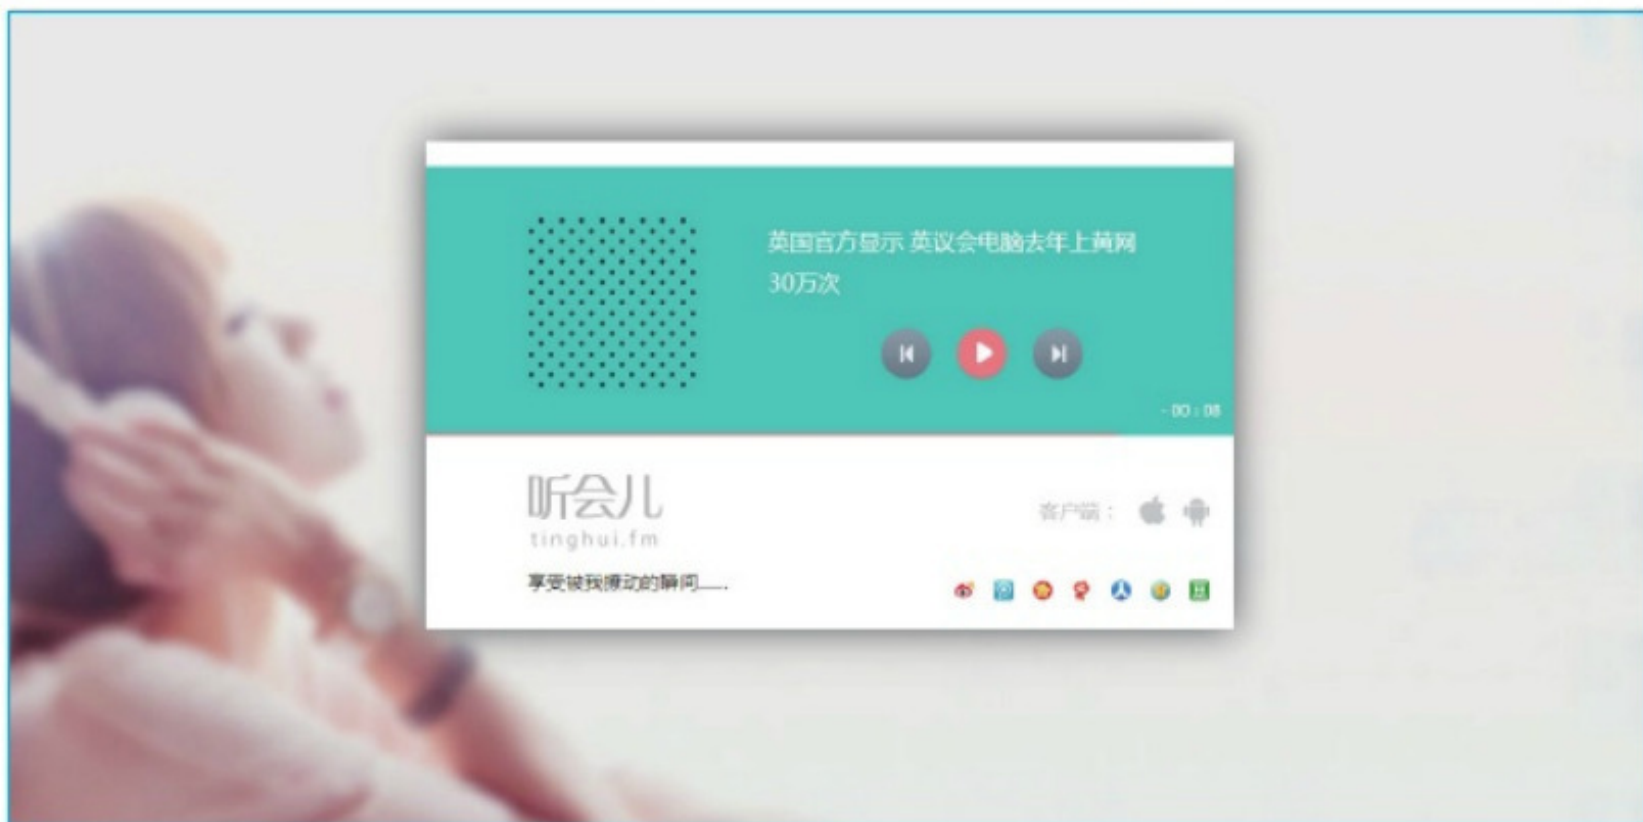 英国官方显示 英议会电脑去年上黄网
30万次
- 00 : 08
听会儿
tinghui.fm
客户端：
享受被我撩动的瞬间......
豆